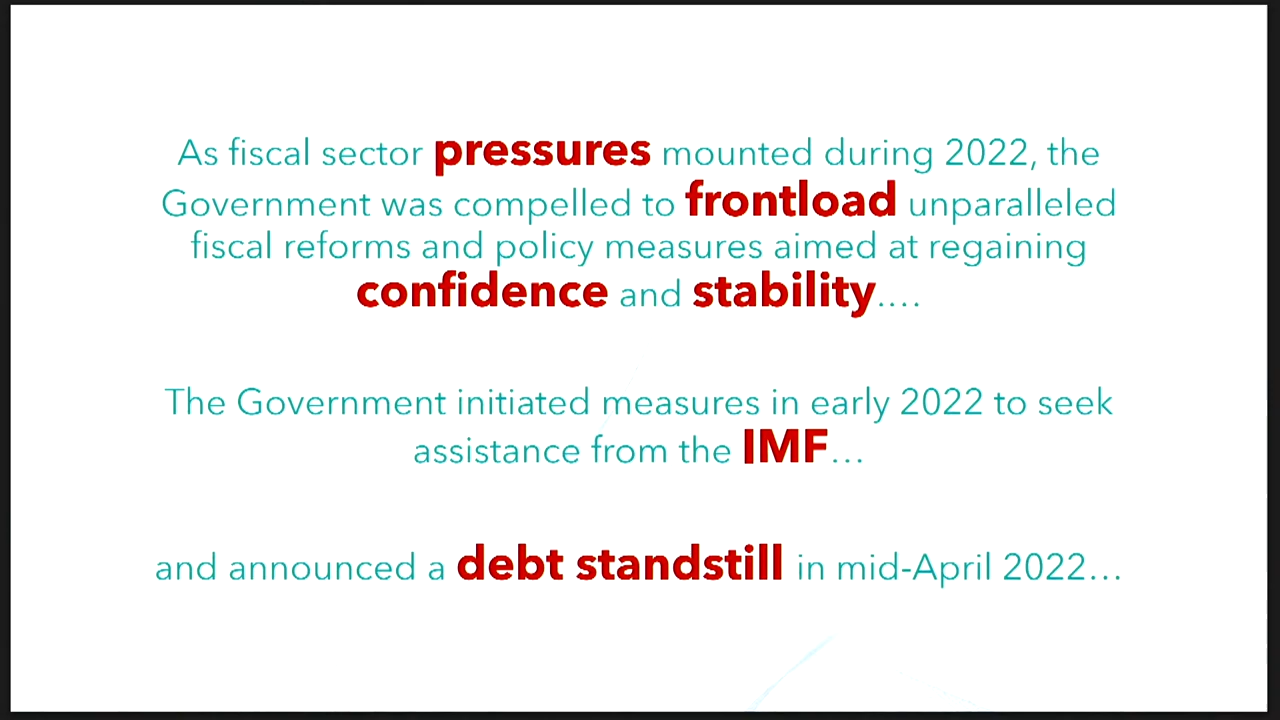 As fiscal sector pressures mounted during 2022, the
Government was compelled to frontload unparalleled
fiscal reforms and policy measures aimed at regaining
confidence and stability….
The Government initiated measures in early 2022 to seek
assistance from the IMF…
and announced a debt standstill in mid-April 2022…